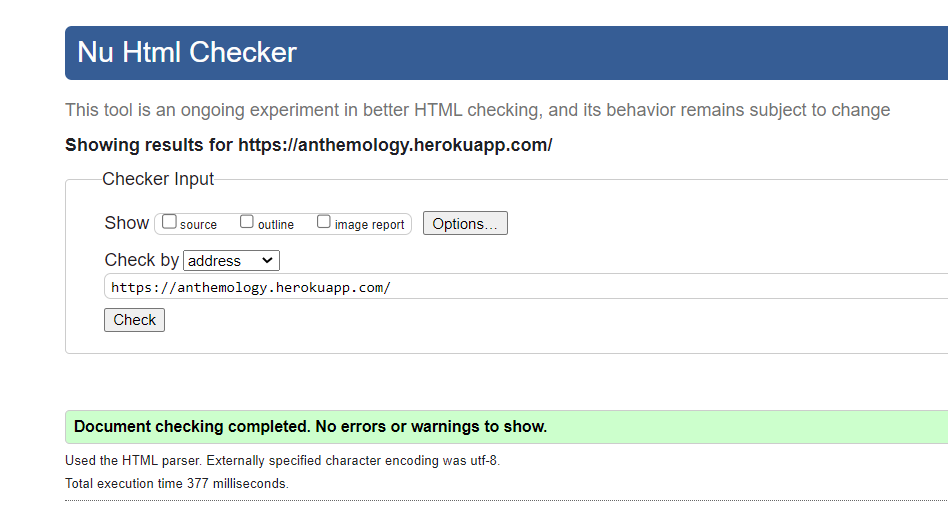 Nu Html Checker
This tool is an ongoing experiment in better HTML checking, and its behavior remains subject to change
Showing results for https://anthemology.herokuapp.com/
Checker Input
Show source outline image report Options...
Check by address
https://anthemology.herokuapp.com/
Check
Document checking completed. No errors or warnings to show.
Used the HTML parser. Externally specified character encoding was utf-8.
Total execution time 377 milliseconds.